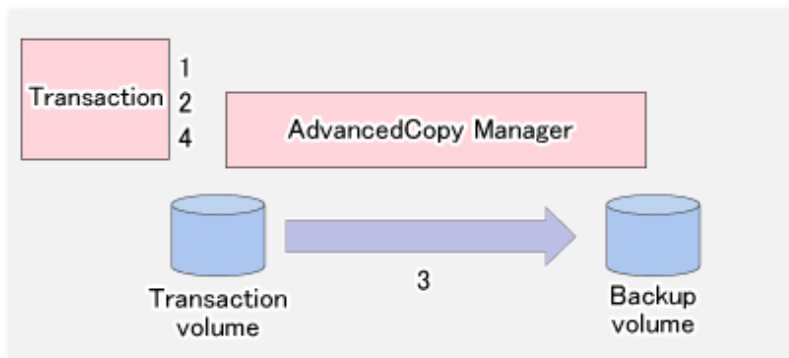 1
Transaction 2
4
AdvancedCopy Manager
3
Transaction
volume
Backup
volume